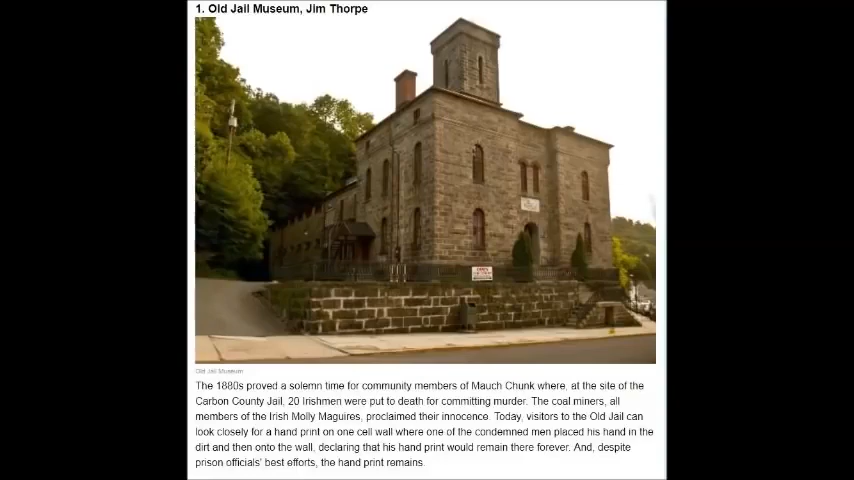 1. Old Jail Museum, Jim Thorpe
Old Jail Museum
The 1880s proved a solemn time for community members of Mauch Chunk where, at the site of the
Carbon County Jail, 20 Irishmen were put to death for committing murder. The coal miners, all
members of the Irish Molly Maguires, proclaimed their innocence. Today, visitors to the Old Jail can
look closely for a hand print on one cell wall where one of the condemned men placed his hand in the
dirt and then onto the wall, declaring that his hand print would remain there forever. And, despite
prison officials' best efforts, the hand print remains.